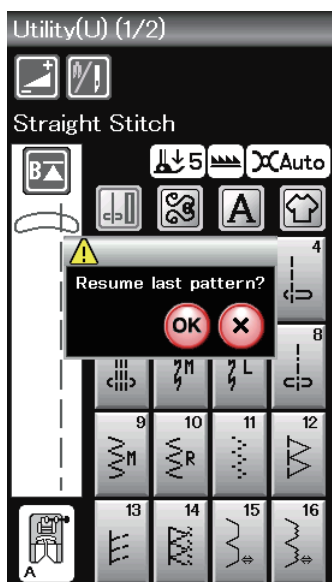 Utility(U) (1/2)
Straight Stitch
5 Auto
B
A
4
Resume last pattern?
OK
8
M L
9 10 11 12
M R
13 14 15 16
A